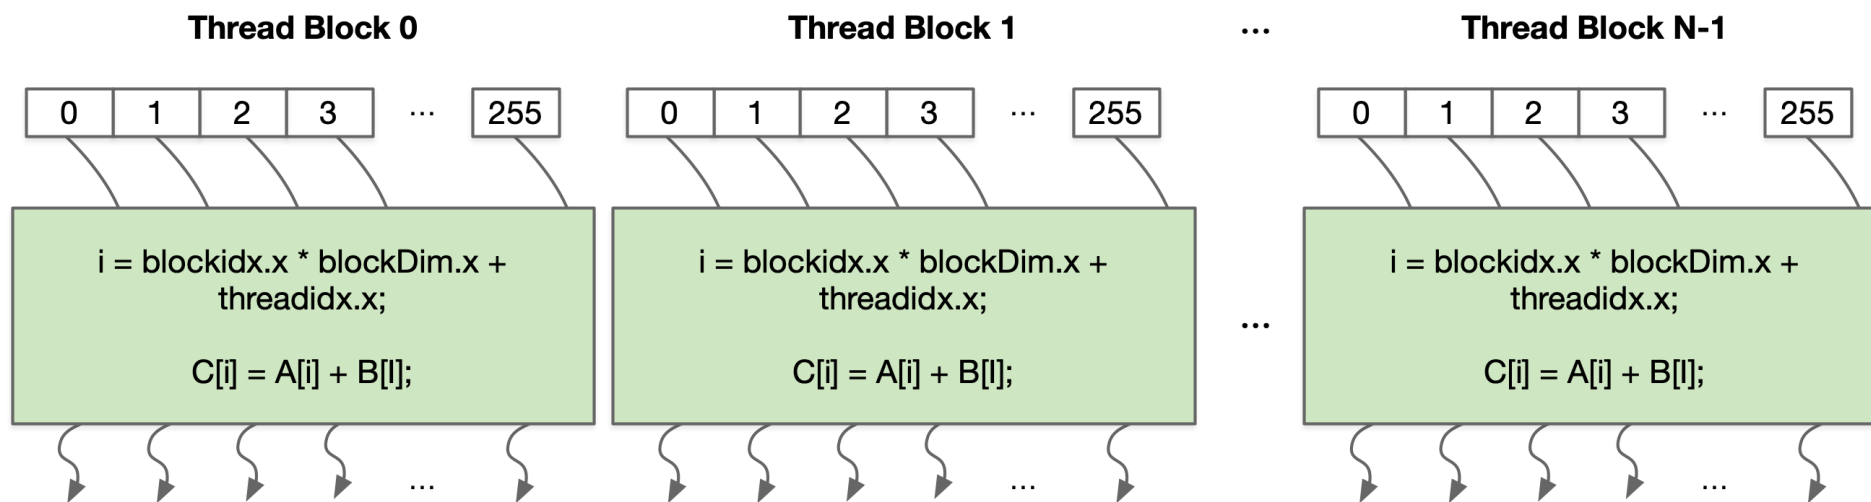 Thread Block 0
Thread Block 1
...
Thread Block N-1
0 1 2 3 ... 255
0 1 2 3 ... 255
0 1 2 3 ... 255
i = blockidx.x * blockDim.x +
threadidx.x;
C[i] = A[i] + B[I];
i = blockidx.x * blockDim.x +
threadidx.x;
C[i] = A[i] + B[I];
...
i = blockidx.x * blockDim.x +
threadidx.x;
C[i] = A[i] + B[I];
...
...
...